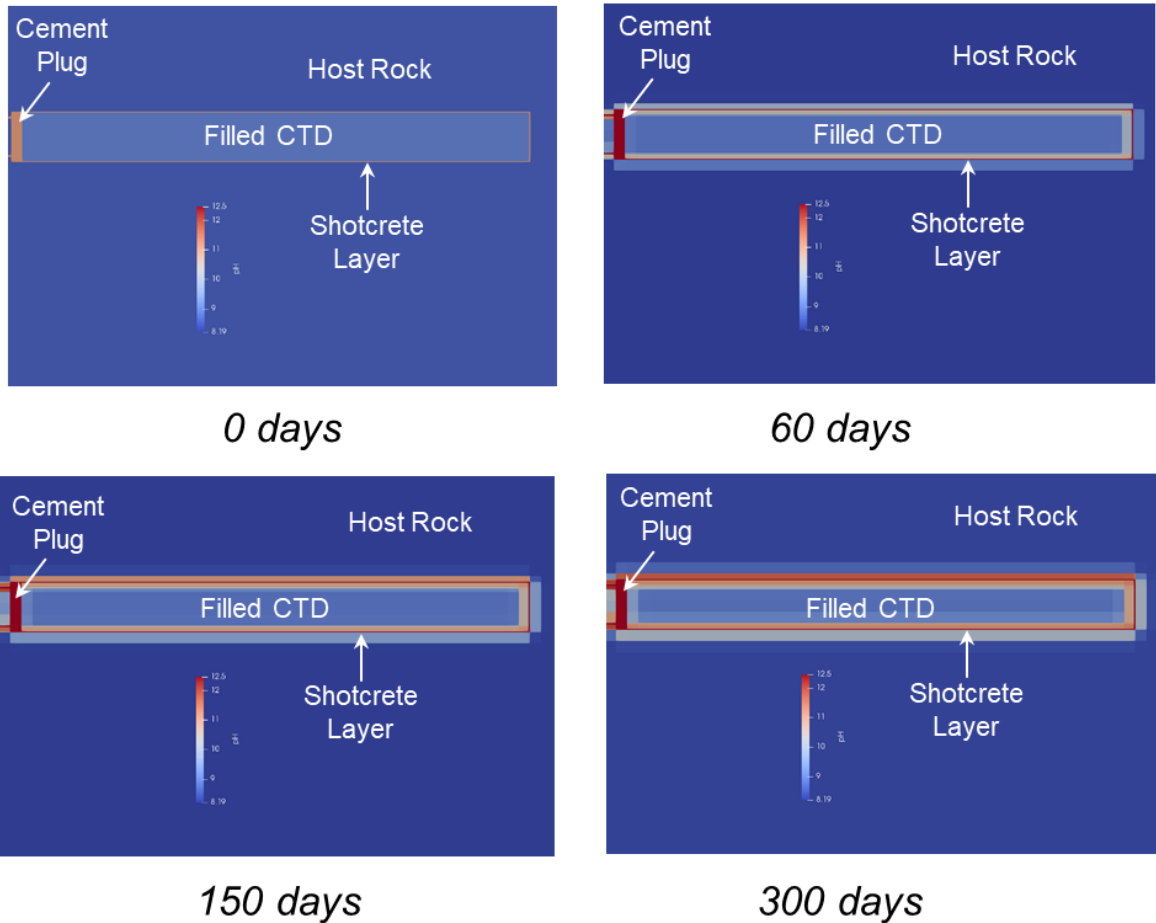 Cement
Plug
Host Rock
Filled CTD
Shotcrete
Layer
12.5
12
11
10
9
8.19
pH
0 days
Cement
Plug
Host Rock
Filled CTD
Shotcrete
Layer
12.5
12
11
10
9
8.19
pH
60 days
Cement
Plug
Host Rock
Filled CTD
Shotcrete
Layer
12.5
12
11
10
9
8.19
pH
150 days
Cement
Plug
Host Rock
Filled CTD
Shotcrete
Layer
12.5
12
11
10
9
8.19
pH
300 days